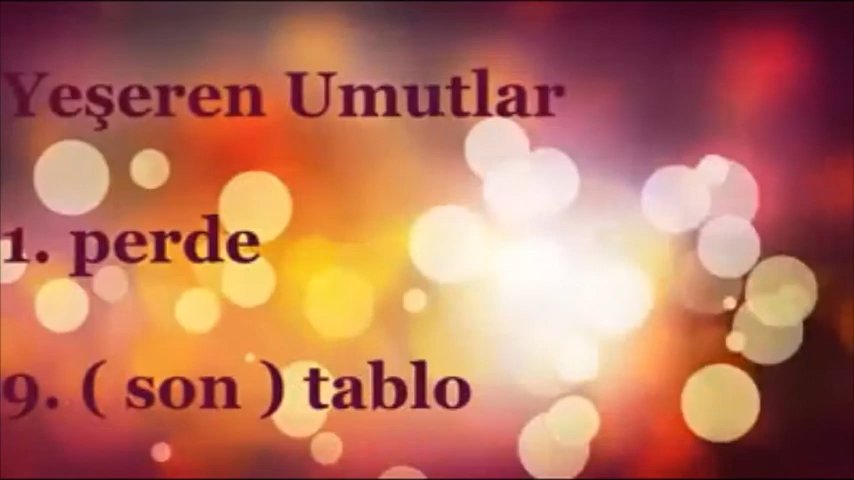 Yeşeren Umutlar
1. perde
9. ( son ) tablo